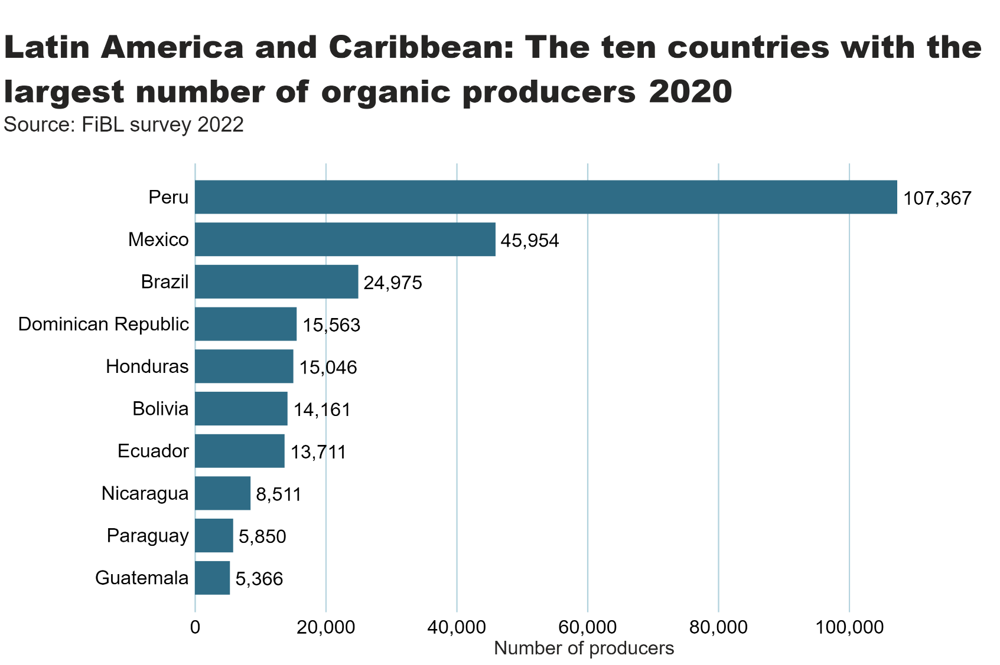 Latin America and Caribbean: The ten countries with the
largest number of organic producers 2020
Source: FiBL survey 2022
Peru 107,367
Mexico 45,954
Brazil 24,975
Dominican Republic 15,563
Honduras 15,046
Bolivia 14,161
Ecuador 13,711
Nicaragua 8,511
Paraguay 5,850
Guatemala 5,366
0 20,000 40,000 60,000 80,000 100,000
Number of producers